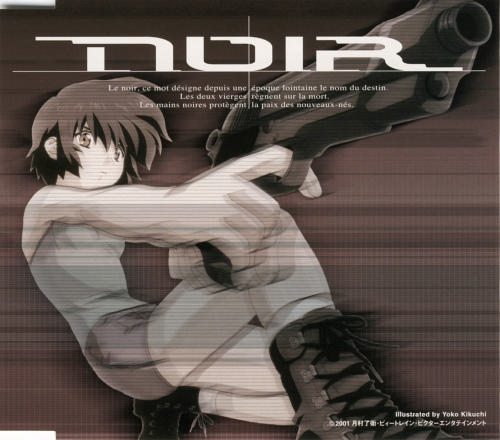 NOIR
Le noir, ce mot désigne depuis une époque lointaine le nom du destin.
Les deux vierges règnent sur la mort.
Les mains noires protègent la paix des nouveaux-nés.
Illustrated by Yoko Kikuchi
©2001 月村了衛・ビィートレイン・ビクターエンタテインメント